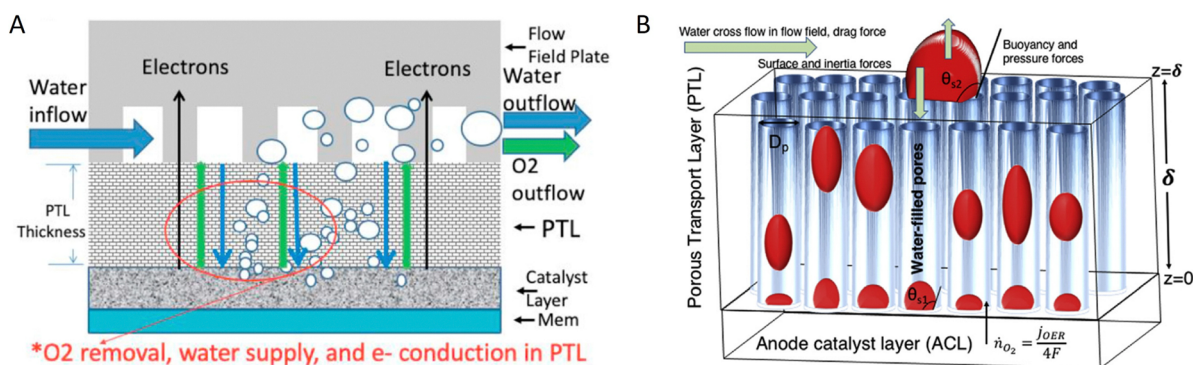 A
Flow
Field Plate
Electrons
Electrons
Water
inflow
Water
outflow
O2
outflow
PTL
Thickness
PTL
Catalyst
Layer
Mem
*O2 removal, water supply, and e- conduction in PTL
B
Water cross flow in flow field, drag force
Buoyancy and
pressure forces
Surface and inertia forces
θs2
z=δ
Dp
Porous Transport Layer (PTL)
Water-filled pores
δ
z=0
θs1
Anode catalyst layer (ACL)
ṅO2 = jOER/4F